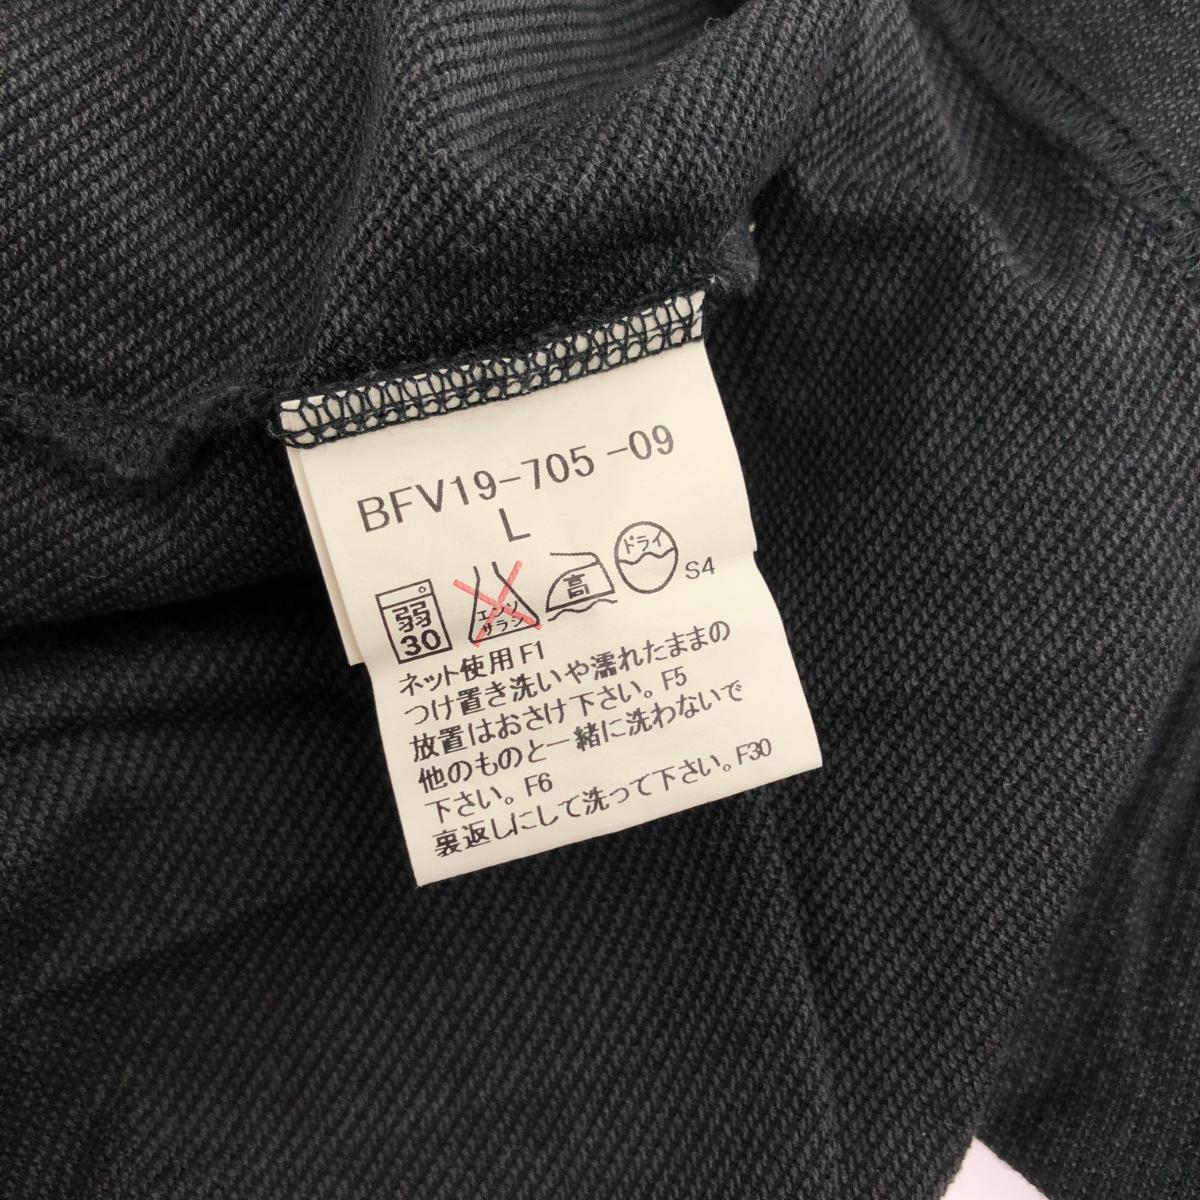 BFV19-705-09
L
弱 30 エンソ サラシ 高 ドライ S4
ネット使用 F1
つけ置き洗いや濡れたままの
放置はおさけ下さい。F5
他のものと一緒に洗わないで
下さい。F6
裏返しにして洗って下さい。F30